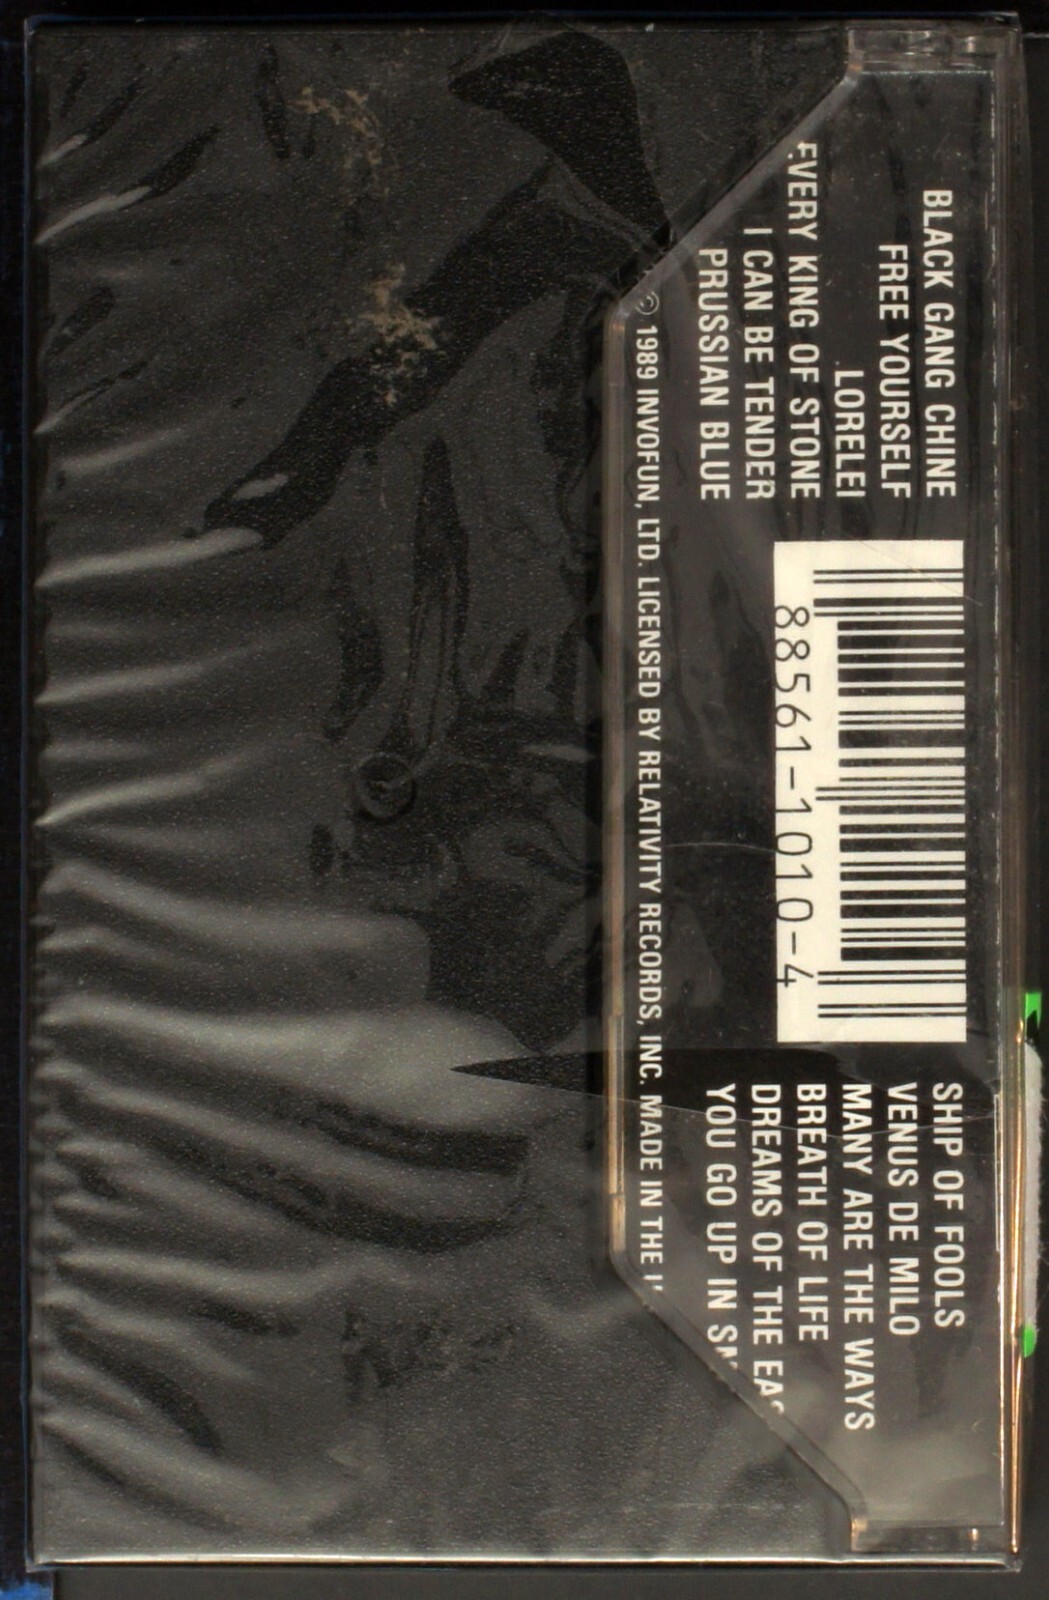 BLACK GANG CHINE
FREE YOURSELF
LORELEI
EVERY KING OF STONE
I CAN BE TENDER
PRUSSIAN BLUE
88561-1010-4
SHIP OF FOOLS
VENUS DE MILO
MANY ARE THE WAYS
BREATH OF LIFE
DREAMS OF THE EAS
YOU GO UP IN SM
© 1989 INVOFUN, LTD. LICENSED BY RELATIVITY RECORDS, INC. MADE IN THE